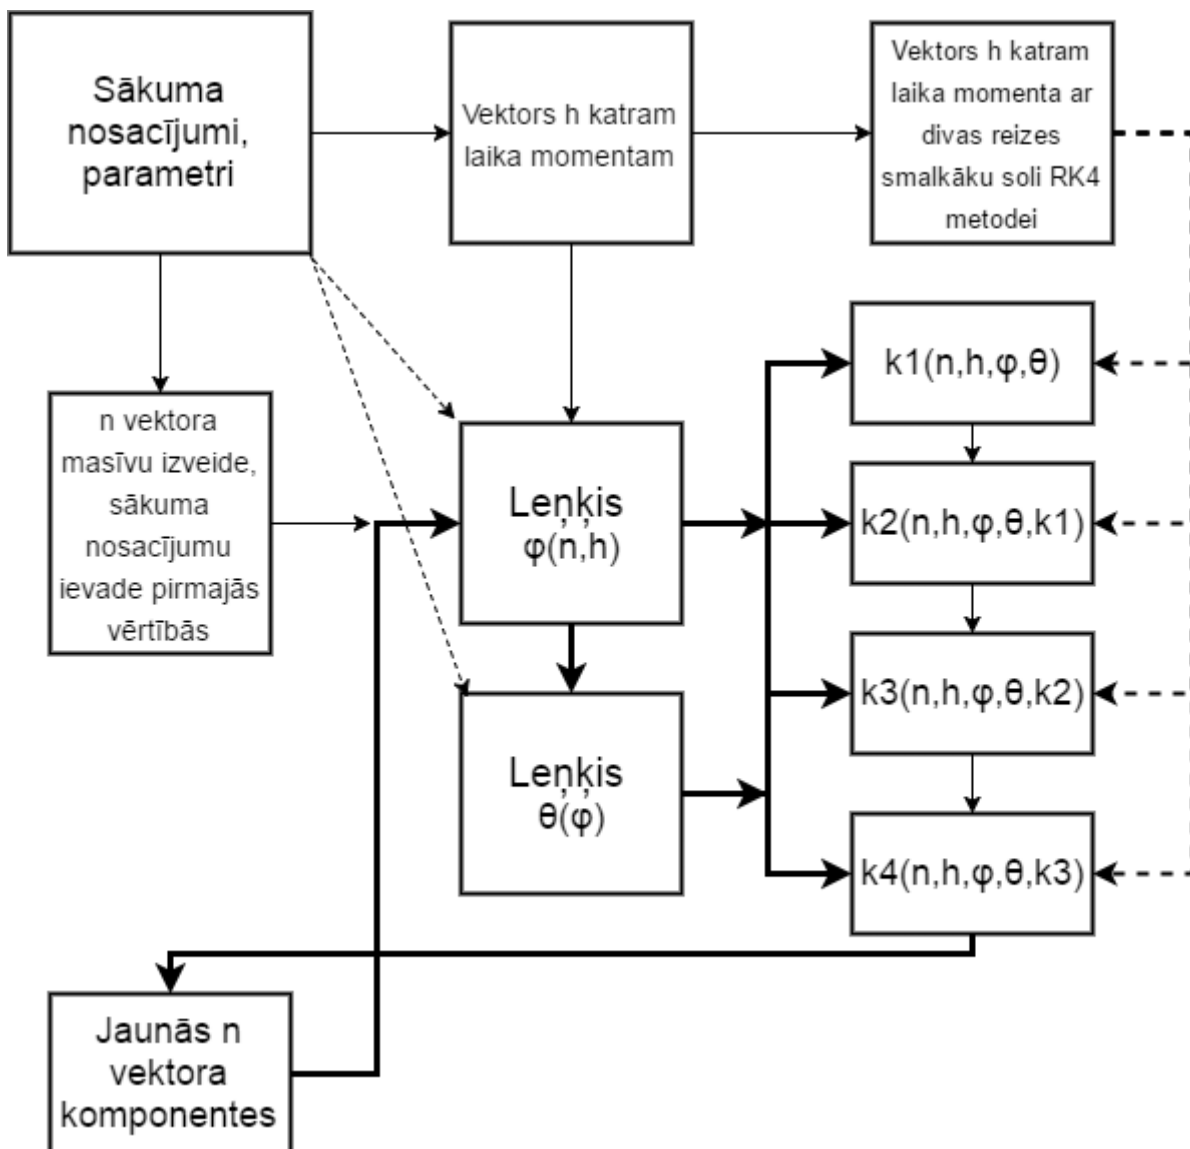 Sākuma
nosacījumi,
parametri
Vektors h katram
laika momentam
Vektors h katram
laika momenta ar
divas reizes
smalkāku soli RK4
metodei
n vektora
masīvu izveide,
sākuma
nosacījumu
ievade pirmajās
vērtībās
Leņķis
φ(n,h)
Leņķis
θ(φ)
k1(n,h,φ,θ)
k2(n,h,φ,θ,k1)
k3(n,h,φ,θ,k2)
k4(n,h,φ,θ,k3)
Jaunās n
vektora
komponentes